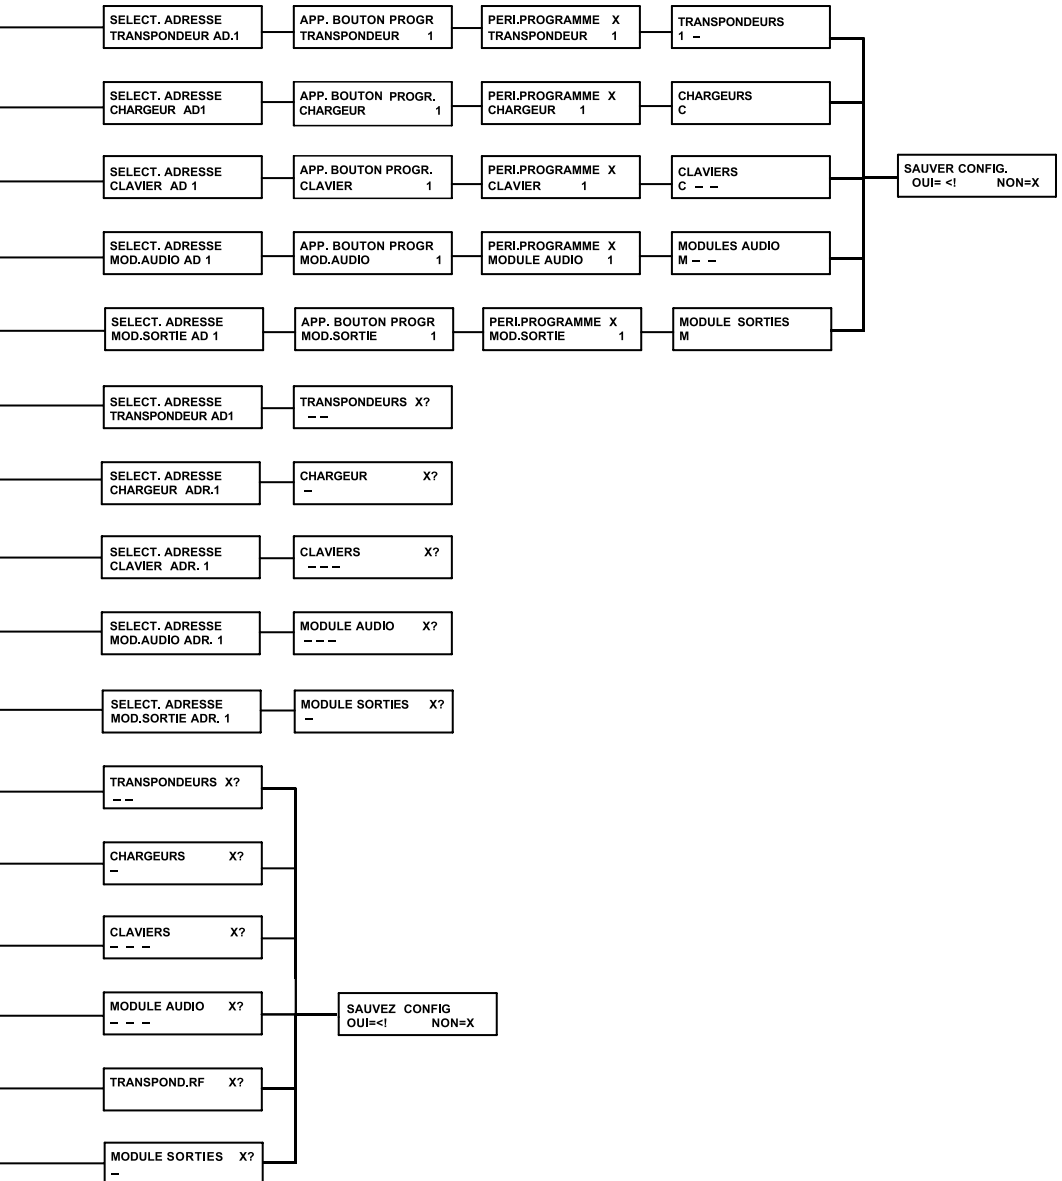 SELECT. ADRESSE
TRANSPONDEUR AD.1
APP. BOUTON PROGR
TRANSPONDEUR 1
PERI.PROGRAMME X
TRANSPONDEUR 1
TRANSPONDEURS
1 –
SELECT. ADRESSE
CHARGEUR AD1
APP. BOUTON PROGR.
CHARGEUR 1
PERI.PROGRAMME X
CHARGEUR 1
CHARGEURS
C
SELECT. ADRESSE
CLAVIER AD 1
APP. BOUTON PROGR.
CLAVIER 1
PERI.PROGRAMME X
CLAVIER 1
CLAVIERS
C – –
SAUVER CONFIG.
OUI= <! NON=X
SELECT. ADRESSE
MOD.AUDIO AD 1
APP. BOUTON PROGR
MOD.AUDIO 1
PERI.PROGRAMME X
MODULE AUDIO 1
MODULES AUDIO
M – –
SELECT. ADRESSE
MOD.SORTIE AD 1
APP. BOUTON PROGR
MOD.SORTIE 1
PERI.PROGRAMME X
MOD.SORTIE 1
MODULE SORTIES
M
SELECT. ADRESSE
TRANSPONDEUR AD1
TRANSPONDEURS X?
– –
SELECT. ADRESSE
CHARGEUR ADR.1
CHARGEUR X?
–
SELECT. ADRESSE
CLAVIER ADR. 1
CLAVIERS X?
– – –
SELECT. ADRESSE
MOD.AUDIO ADR. 1
MODULE AUDIO X?
– – –
SELECT. ADRESSE
MOD.SORTIE ADR. 1
MODULE SORTIES X?
–
TRANSPONDEURS X?
– –
CHARGEURS X?
–
CLAVIERS X?
– – –
MODULE AUDIO X?
– – –
SAUVEZ CONFIG
OUI=<! NON=X
TRANSPOND.RF X?
MODULE SORTIES X?
–